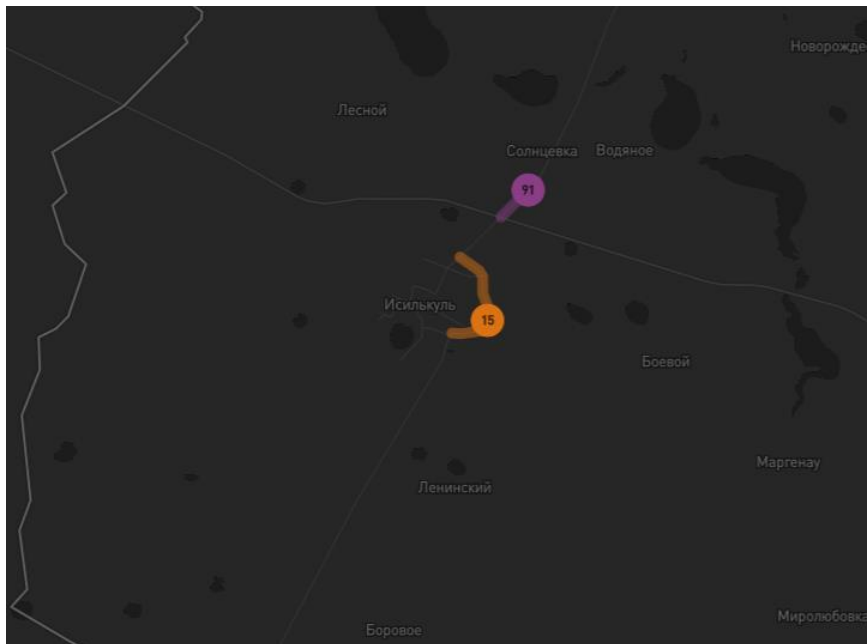 Новорожде
Лесной
Солнцевка
Водяное
91
Исилькуль
15
Боевой
Маргенау
Ленинский
Миролюбовка
Боровое